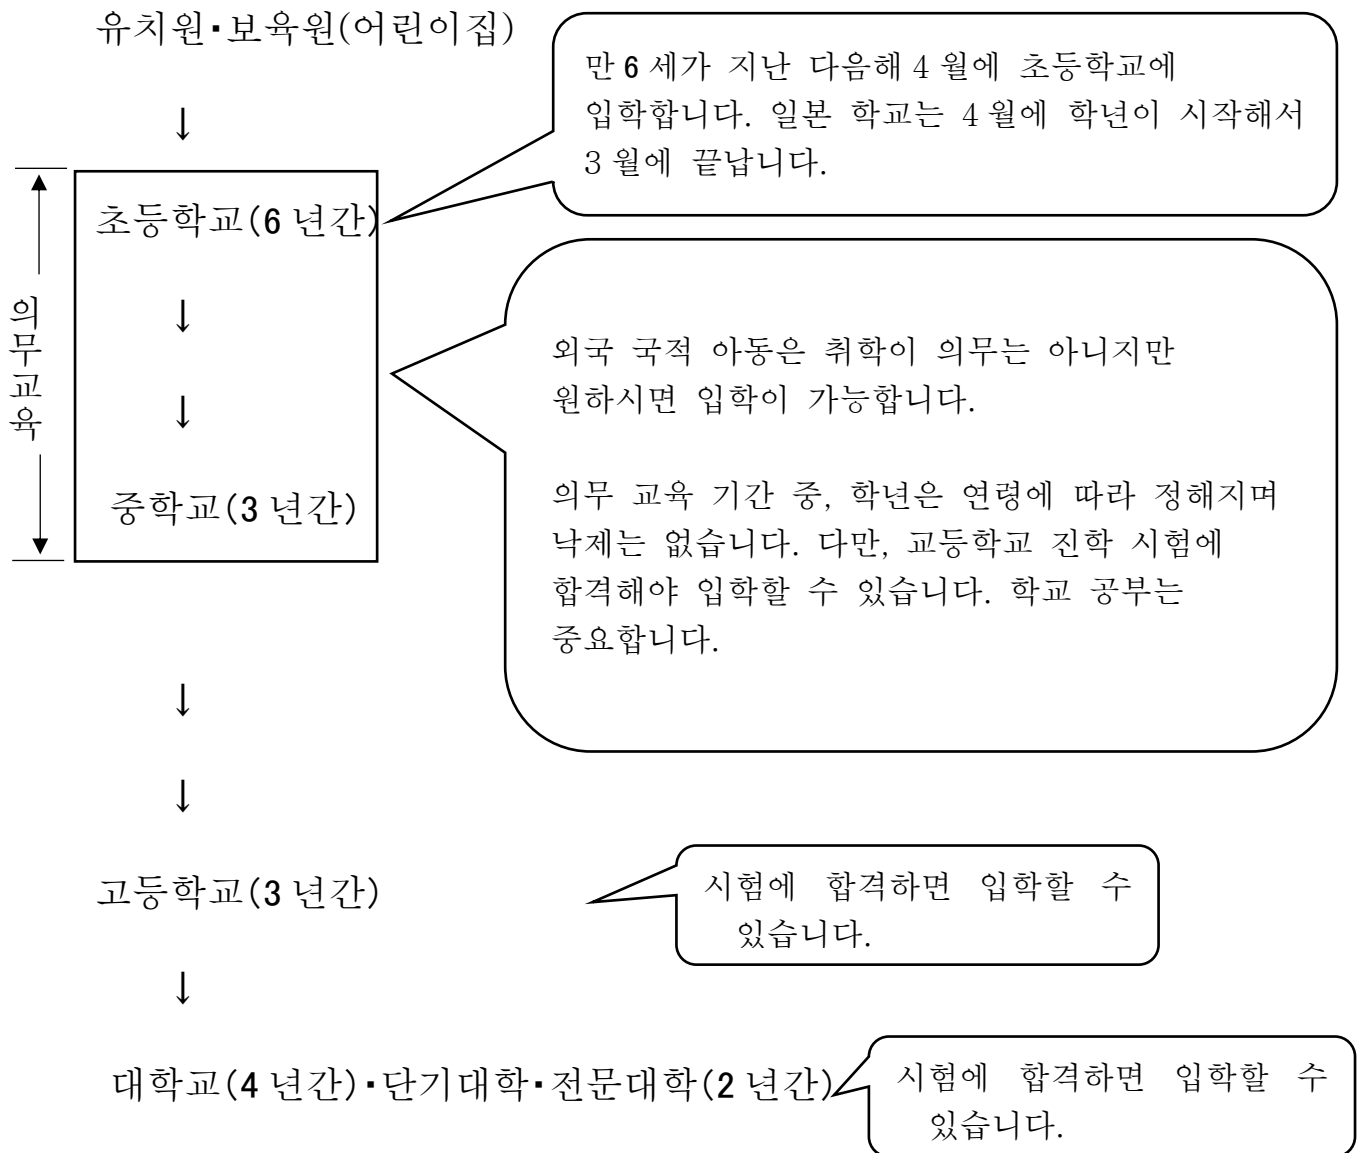 유치원▪보육원(어린이집)
만 6 세가 지난 다음해 4 월에 초등학교에
입학합니다. 일본 학교는 4 월에 학년이 시작해서
3 월에 끝납니다.
↓
의무교육
초등학교(6 년간)
↓
↓
중학교(3 년간)
외국 국적 아동은 취학이 의무는 아니지만
원하시면 입학이 가능합니다.
의무 교육 기간 중, 학년은 연령에 따라 정해지며
낙제는 없습니다. 다만, 교등학교 진학 시험에
합격해야 입학할 수 있습니다. 학교 공부는
중요합니다.
↓
↓
고등학교(3 년간)
시험에 합격하면 입학할 수
있습니다.
↓
대학교(4 년간)▪단기대학▪전문대학(2 년간)
시험에 합격하면 입학할 수
있습니다.